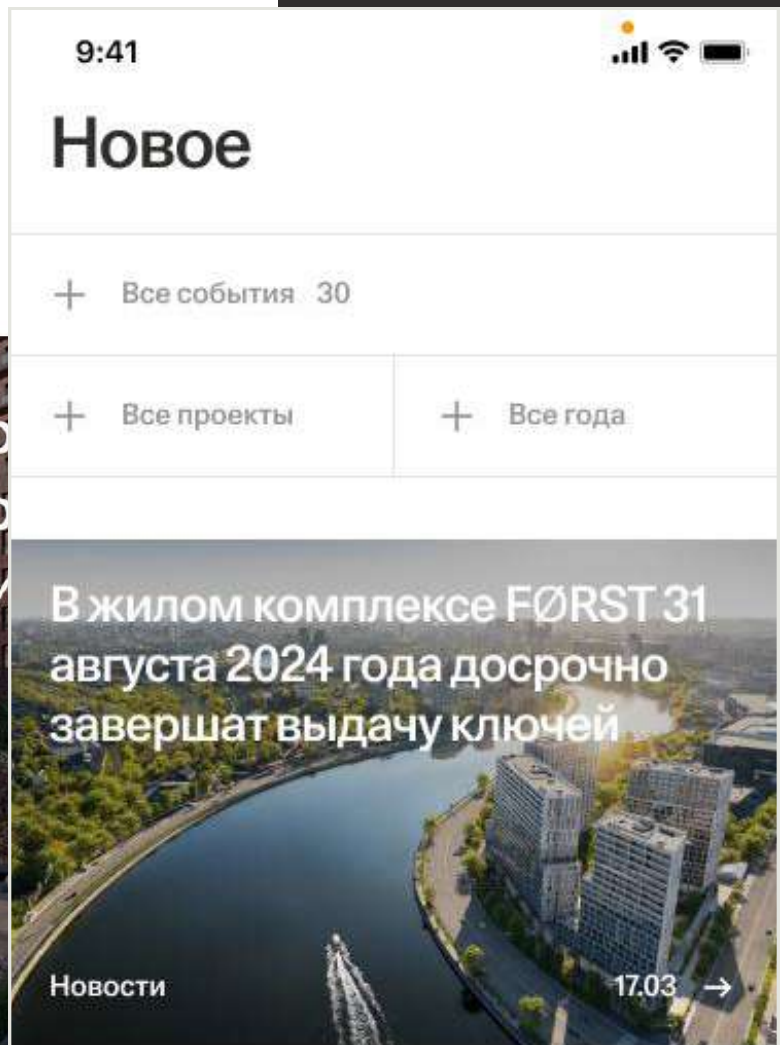 9:41
Новое
Все события 30
Все проекты
Все года
В жилом комплексе FØRST 31
августа 2024 года досрочно
завершат выдачу ключей
Новости
17.03 →